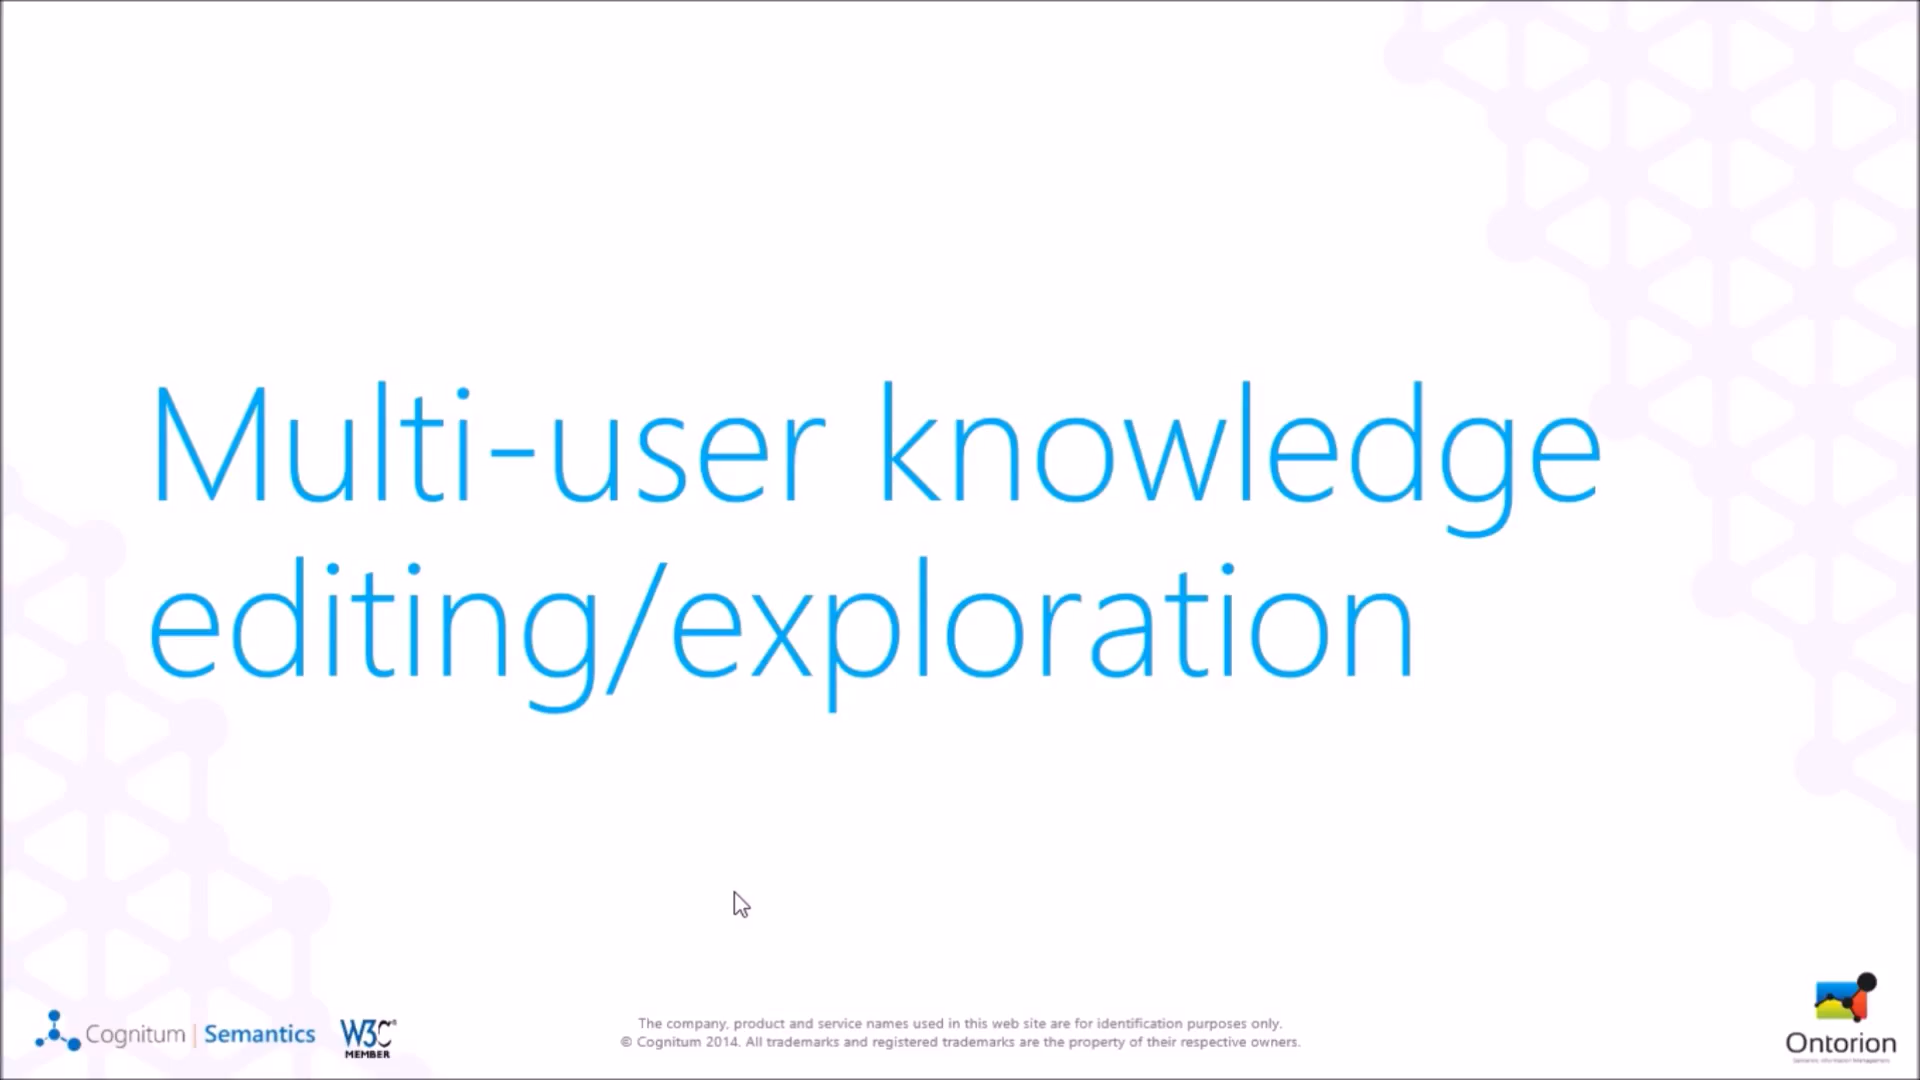 Multi-user knowledge
editing/exploration
Cognitum | Semantics
W3C®
MEMBER
The company, product and service names used in this web site are for identification purposes only.
© Cognitum 2014. All trademarks and registered trademarks are the property of their respective owners.
Ontorion